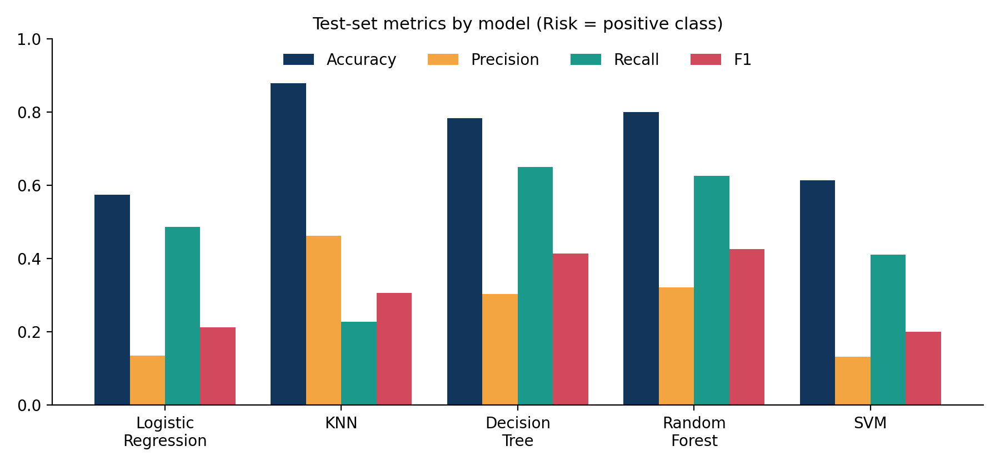 Test-set metrics by model (Risk = positive class)
Accuracy Precision Recall F1
1.0
0.8
0.6
0.4
0.2
0.0
Logistic Regression
KNN
Decision Tree
Random Forest
SVM